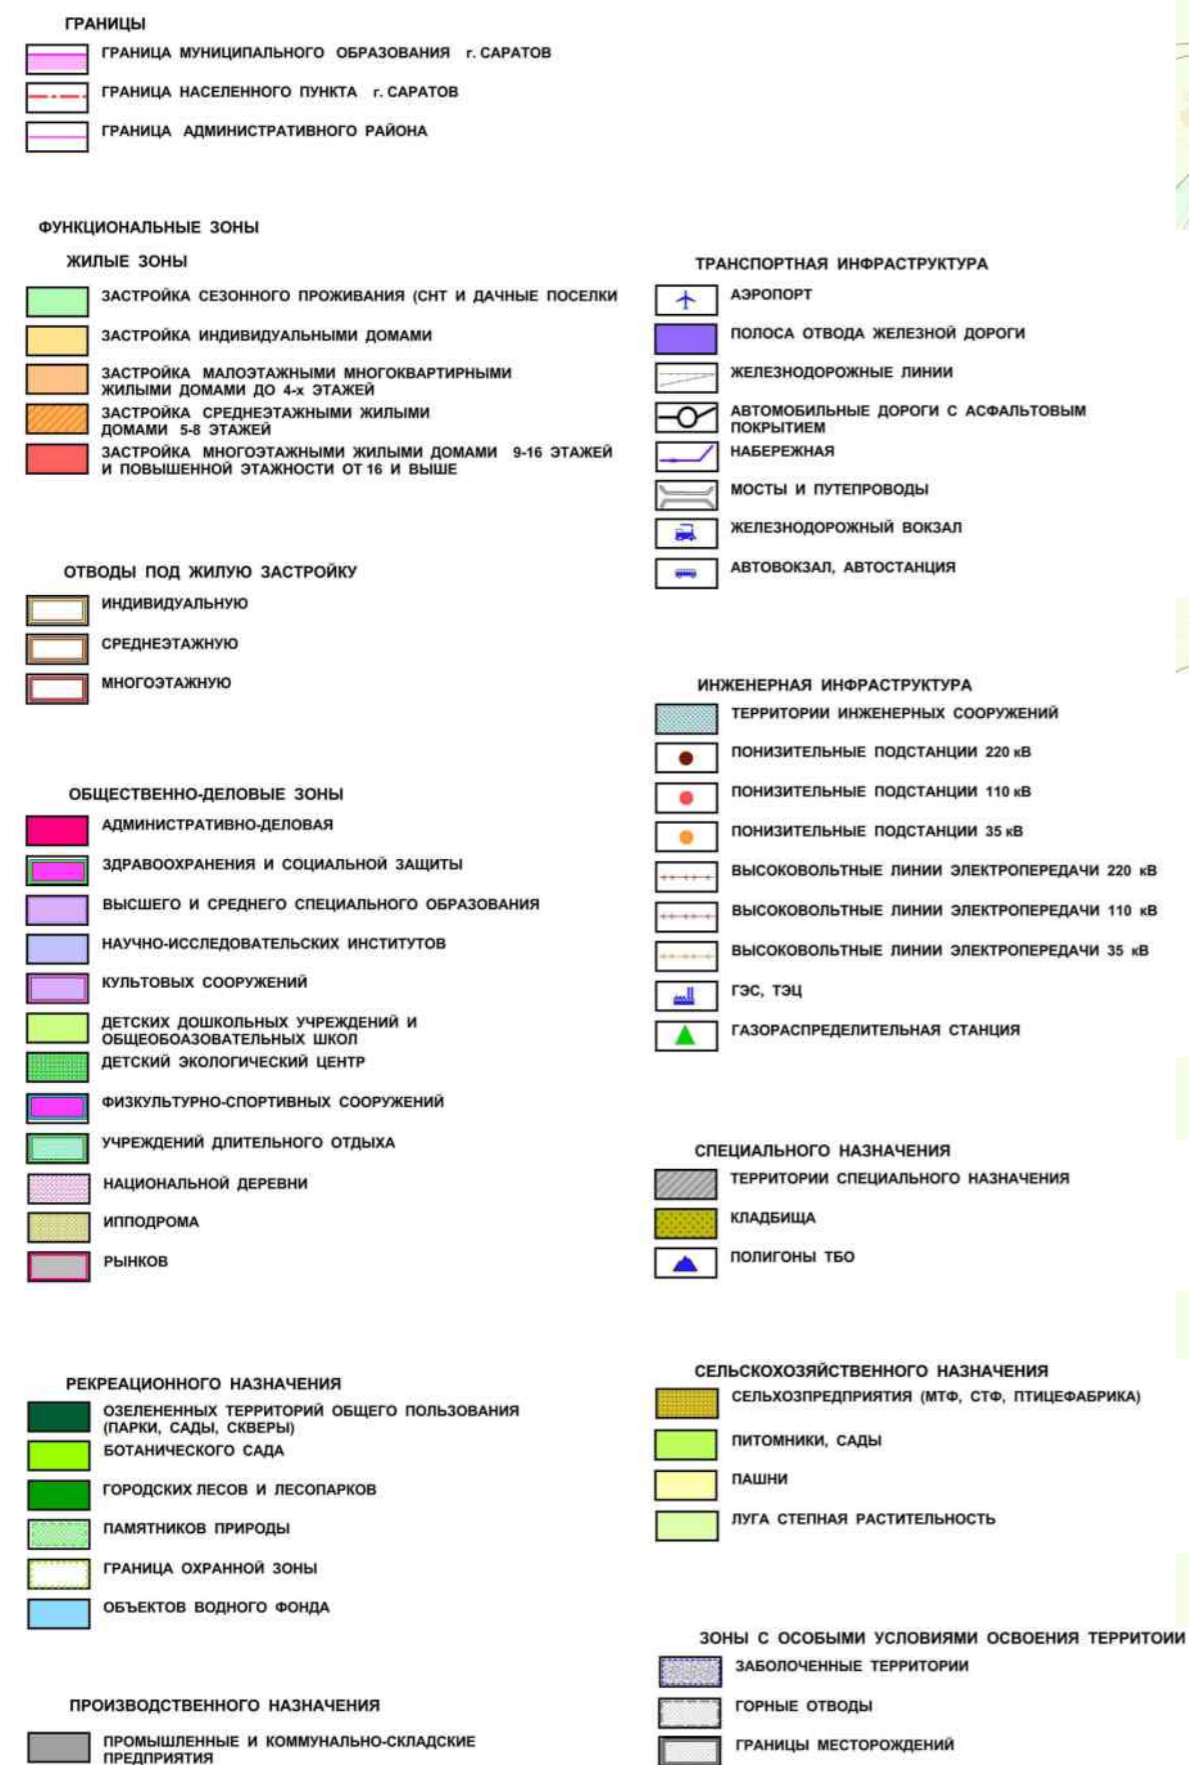 ГРАНИЦЫ
ГРАНИЦА МУНИЦИПАЛЬНОГО ОБРАЗОВАНИЯ г. САРАТОВ
ГРАНИЦА НАСЕЛЕННОГО ПУНКТА г. САРАТОВ
ГРАНИЦА АДМИНИСТРАТИВНОГО РАЙОНА
ФУНКЦИОНАЛЬНЫЕ ЗОНЫ
ЖИЛЫЕ ЗОНЫ
ЗАСТРОЙКА СЕЗОННОГО ПРОЖИВАНИЯ (СНТ И ДАЧНЫЕ ПОСЕЛКИ
ЗАСТРОЙКА ИНДИВИДУАЛЬНЫМИ ДОМАМИ
ЗАСТРОЙКА МАЛОЭТАЖНЫМИ МНОГОКВАРТИРНЫМИ
ЖИЛЫМИ ДОМАМИ ДО 4-х ЭТАЖЕЙ
ЗАСТРОЙКА СРЕДНЕЭТАЖНЫМИ ЖИЛЫМИ
ДОМАМИ 5-8 ЭТАЖЕЙ
ЗАСТРОЙКА МНОГОЭТАЖНЫМИ ЖИЛЫМИ ДОМАМИ 9-16 ЭТАЖЕЙ
И ПОВЫШЕННОЙ ЭТАЖНОСТИ ОТ 16 И ВЫШЕ
ОТВОДЫ ПОД ЖИЛУЮ ЗАСТРОЙКУ
ИНДИВИДУАЛЬНУЮ
СРЕДНЕЭТАЖНУЮ
МНОГОЭТАЖНУЮ
ОБЩЕСТВЕННО-ДЕЛОВЫЕ ЗОНЫ
АДМИНИСТРАТИВНО-ДЕЛОВАЯ
ЗДРАВООХРАНЕНИЯ И СОЦИАЛЬНОЙ ЗАЩИТЫ
ВЫСШЕГО И СРЕДНЕГО СПЕЦИАЛЬНОГО ОБРАЗОВАНИЯ
НАУЧНО-ИССЛЕДОВАТЕЛЬСКИХ ИНСТИТУТОВ
КУЛЬТОВЫХ СООРУЖЕНИЙ
ДЕТСКИХ ДОШКОЛЬНЫХ УЧРЕЖДЕНИЙ И
ОБЩЕОБОАЗОВАТЕЛЬНЫХ ШКОЛ
ДЕТСКИЙ ЭКОЛОГИЧЕСКИЙ ЦЕНТР
ФИЗКУЛЬТУРНО-СПОРТИВНЫХ СООРУЖЕНИЙ
УЧРЕЖДЕНИЙ ДЛИТЕЛЬНОГО ОТДЫХА
НАЦИОНАЛЬНОЙ ДЕРЕВНИ
ИППОДРОМА
РЫНКОВ
РЕКРЕАЦИОННОГО НАЗНАЧЕНИЯ
ОЗЕЛЕНЕННЫХ ТЕРРИТОРИЙ ОБЩЕГО ПОЛЬЗОВАНИЯ
(ПАРКИ, САДЫ, СКВЕРЫ)
БОТАНИЧЕСКОГО САДА
ГОРОДСКИХ ЛЕСОВ И ЛЕСОПАРКОВ
ПАМЯТНИКОВ ПРИРОДЫ
ГРАНИЦА ОХРАННОЙ ЗОНЫ
ОБЪЕКТОВ ВОДНОГО ФОНДА
ПРОИЗВОДСТВЕННОГО НАЗНАЧЕНИЯ
ПРОМЫШЛЕННЫЕ И КОММУНАЛЬНО-СКЛАДСКИЕ
ПРЕДПРИЯТИЯ
ТРАНСПОРТНАЯ ИНФРАСТРУКТУРА
АЭРОПОРТ
ПОЛОСА ОТВОДА ЖЕЛЕЗНОЙ ДОРОГИ
ЖЕЛЕЗНОДОРОЖНЫЕ ЛИНИИ
АВТОМОБИЛЬНЫЕ ДОРОГИ С АСФАЛЬТОВЫМ
ПОКРЫТИЕМ
НАБЕРЕЖНАЯ
МОСТЫ И ПУТЕПРОВОДЫ
ЖЕЛЕЗНОДОРОЖНЫЙ ВОКЗАЛ
АВТОВОКЗАЛ, АВТОСТАНЦИЯ
ИНЖЕНЕРНАЯ ИНФРАСТРУКТУРА
ТЕРРИТОРИИ ИНЖЕНЕРНЫХ СООРУЖЕНИЙ
ПОНИЗИТЕЛЬНЫЕ ПОДСТАНЦИИ 220 кВ
ПОНИЗИТЕЛЬНЫЕ ПОДСТАНЦИИ 110 кВ
ПОНИЗИТЕЛЬНЫЕ ПОДСТАНЦИИ 35 кВ
ВЫСОКОВОЛЬТНЫЕ ЛИНИИ ЭЛЕКТРОПЕРЕДАЧИ 220 кВ
ВЫСОКОВОЛЬТНЫЕ ЛИНИИ ЭЛЕКТРОПЕРЕДАЧИ 110 кВ
ВЫСОКОВОЛЬТНЫЕ ЛИНИИ ЭЛЕКТРОПЕРЕДАЧИ 35 кВ
ГЭС, ТЭЦ
ГАЗОРАСПРЕДЕЛИТЕЛЬНАЯ СТАНЦИЯ
СПЕЦИАЛЬНОГО НАЗНАЧЕНИЯ
ТЕРРИТОРИИ СПЕЦИАЛЬНОГО НАЗНАЧЕНИЯ
КЛАДБИЩА
ПОЛИГОНЫ ТБО
СЕЛЬСКОХОЗЯЙСТВЕННОГО НАЗНАЧЕНИЯ
СЕЛЬХОЗПРЕДПРИЯТИЯ (МТФ, СТФ, ПТИЦЕФАБРИКА)
ПИТОМНИКИ, САДЫ
ПАШНИ
ЛУГА СТЕПНАЯ РАСТИТЕЛЬНОСТЬ
ЗОНЫ С ОСОБЫМИ УСЛОВИЯМИ ОСВОЕНИЯ ТЕРРИТОИИ
ЗАБОЛОЧЕННЫЕ ТЕРРИТОРИИ
ГОРНЫЕ ОТВОДЫ
ГРАНИЦЫ МЕСТОРОЖДЕНИЙ